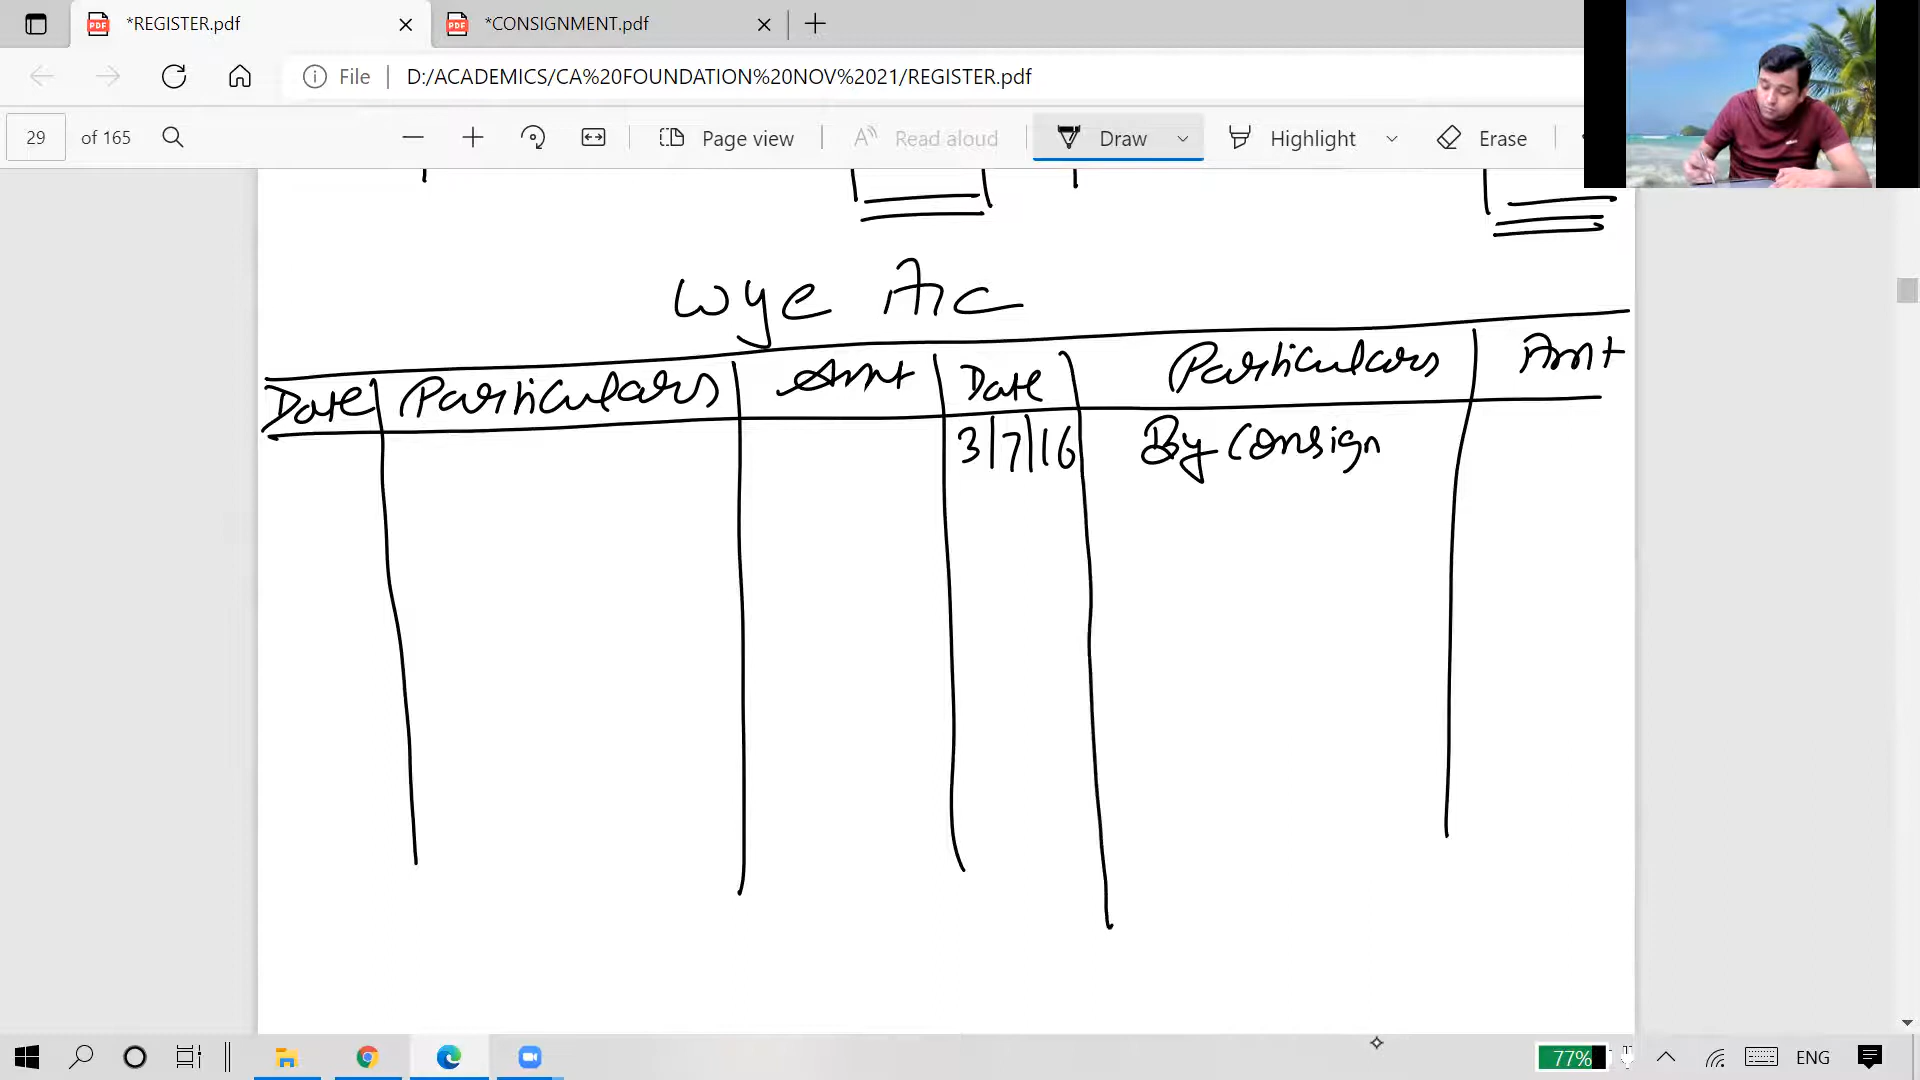 *REGISTER.pdf
*CONSIGNMENT.pdf
File
D:/ACADEMICS/CA%20FOUNDATION%20NOV%2021/REGISTER.pdf
29 of 165
Page view
Read aloud
Draw
Highlight
Erase
Wye A/c
Date Particulars Amt Date Particulars Amt
3/7/16 By Consign
77%
ENG